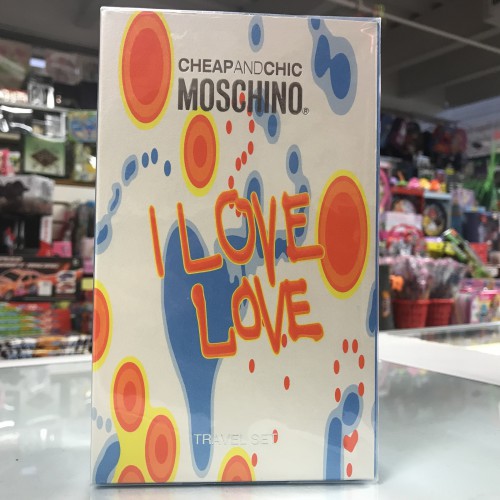 CHEAPANDCHIC
MOSCHINO®
I LOVE
LOVE
TRAVEL SET